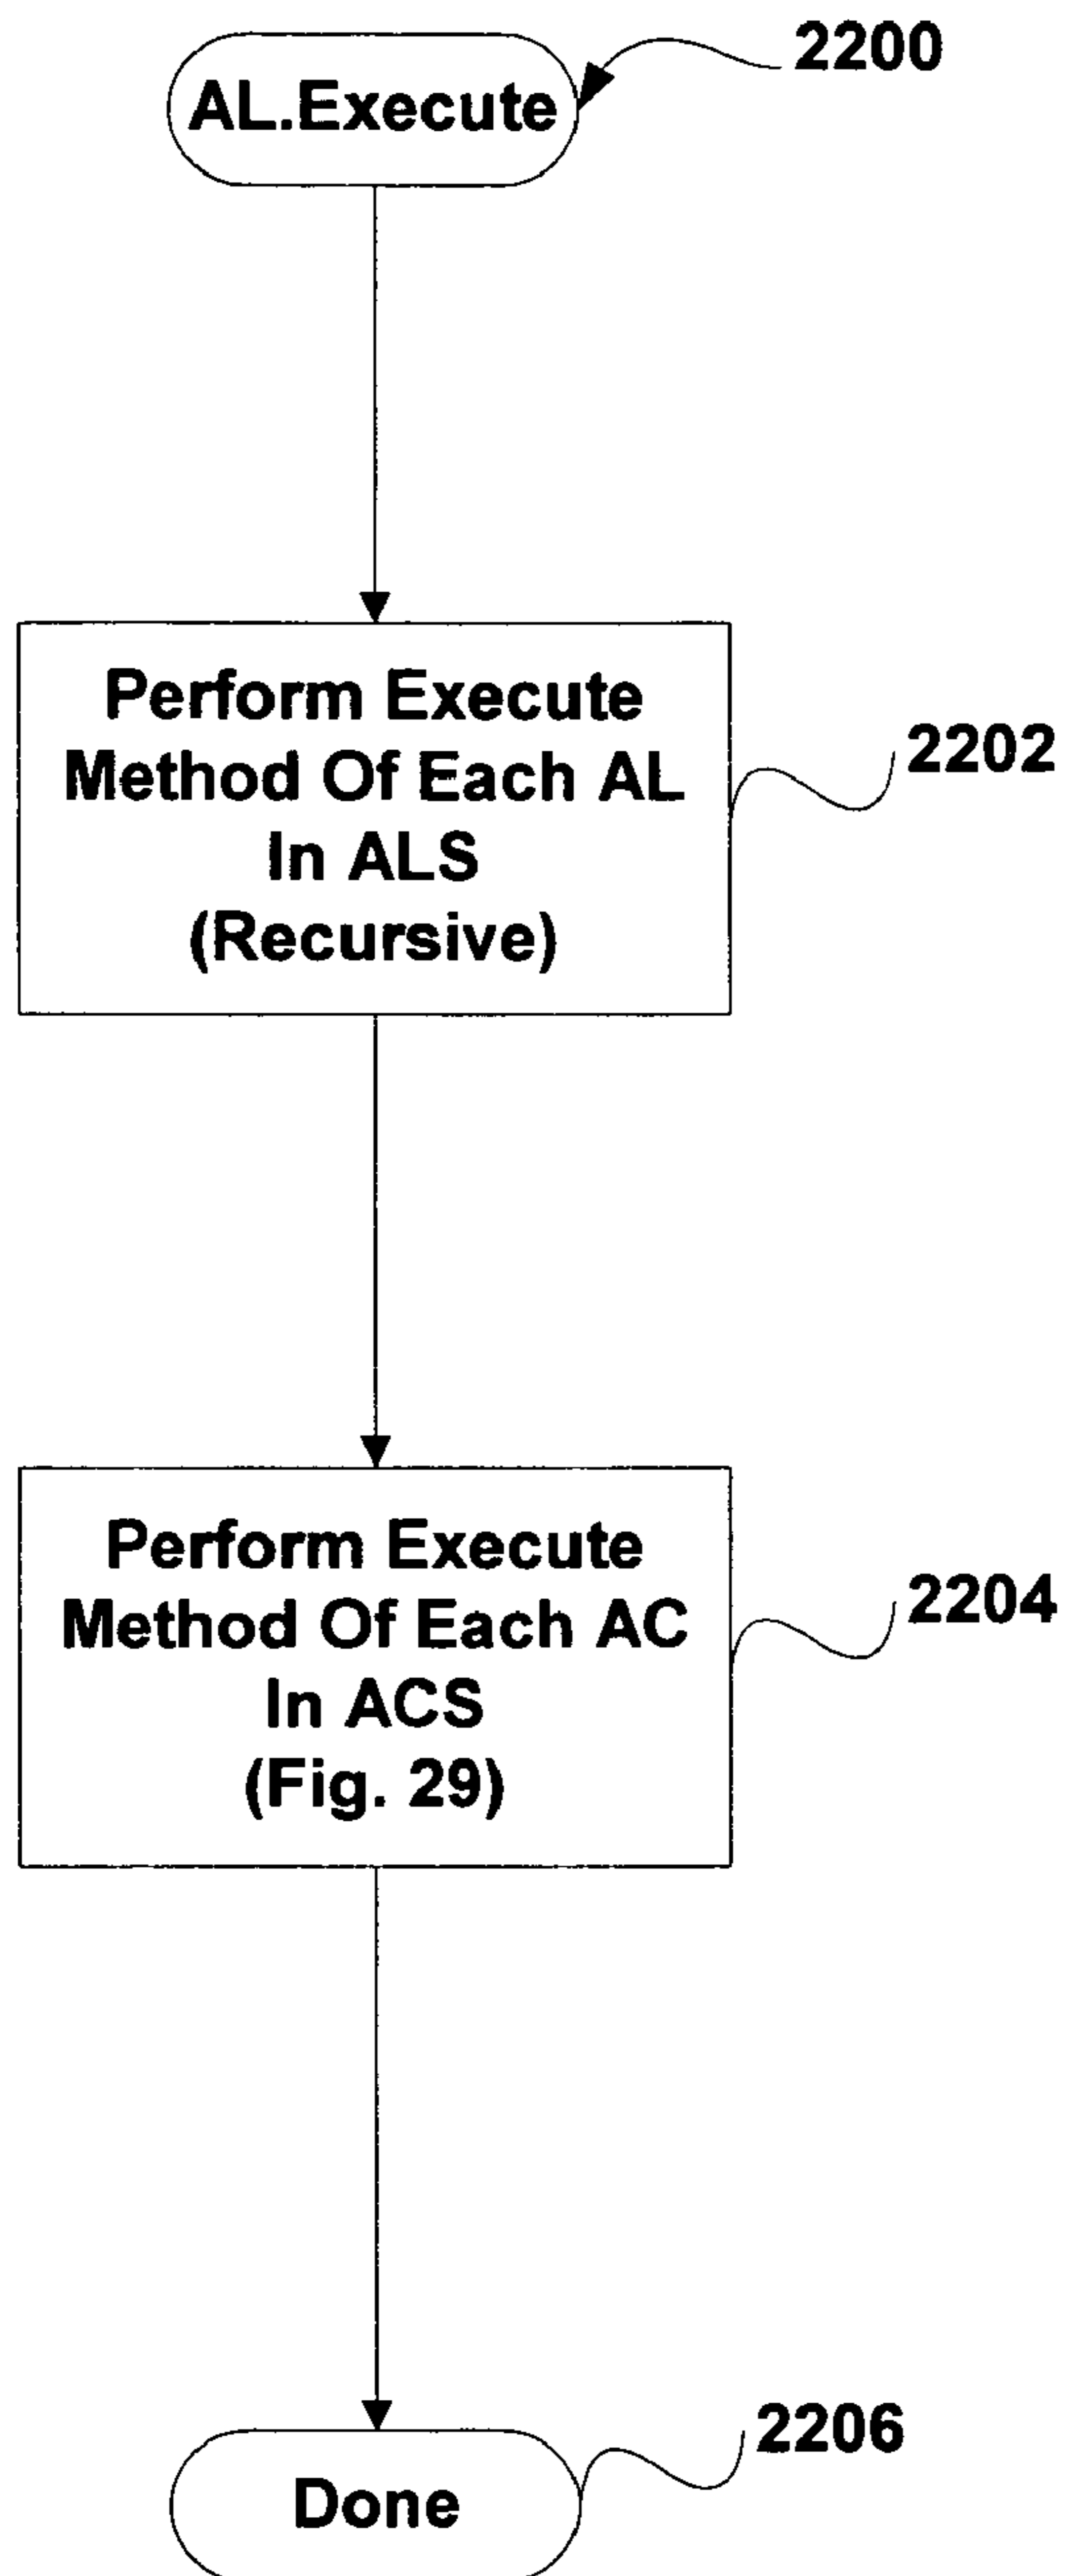 AL.Execute
2200
Perform Execute
Method Of Each AL
In ALS
(Recursive)
2202
Perform Execute
Method Of Each AC
In ACS
(Fig. 29)
2204
Done
2206